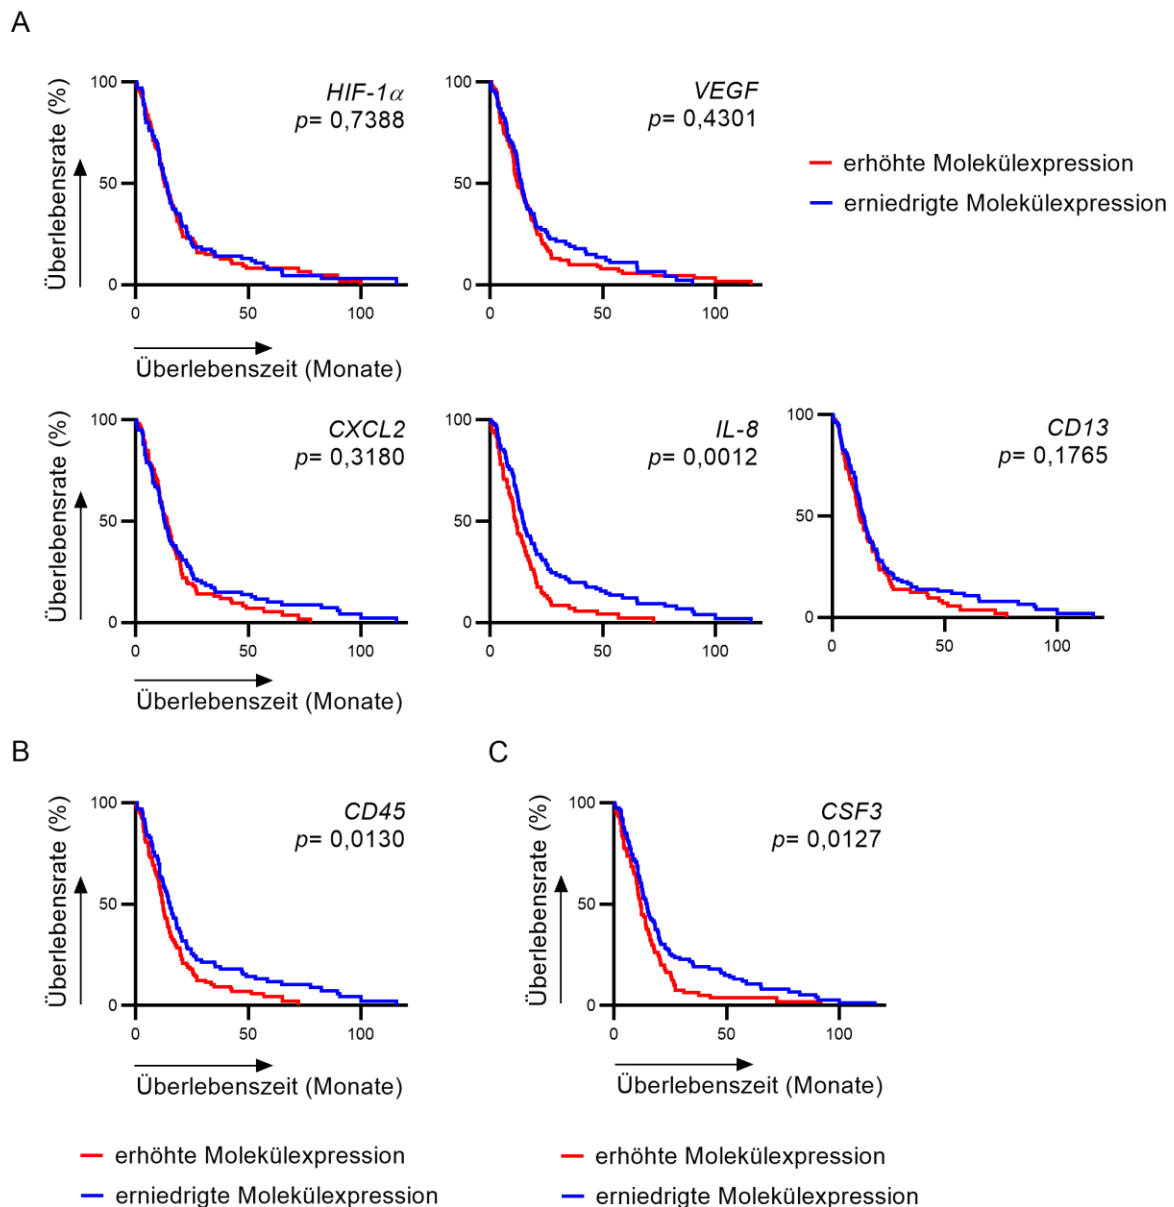 A
HIF-1α
p= 0,7388
Überlebensrate (%)
100
50
0
0 50 100
Überlebenszeit (Monate)
VEGF
p= 0,4301
100
50
0
0 50 100
erhöhte Molekülexpression
erniedrigte Molekülexpression
CXCL2
p= 0,3180
Überlebensrate (%)
100
50
0
0 50 100
Überlebenszeit (Monate)
IL-8
p= 0,0012
100
50
0
0 50 100
CD13
p= 0,1765
100
50
0
0 50 100
B
CD45
p= 0,0130
Überlebensrate (%)
100
50
0
0 50 100
Überlebenszeit (Monate)
erhöhte Molekülexpression
erniedrigte Molekülexpression
C
CSF3
p= 0,0127
Überlebensrate (%)
100
50
0
0 50 100
Überlebenszeit (Monate)
erhöhte Molekülexpression
erniedrigte Molekülexpression